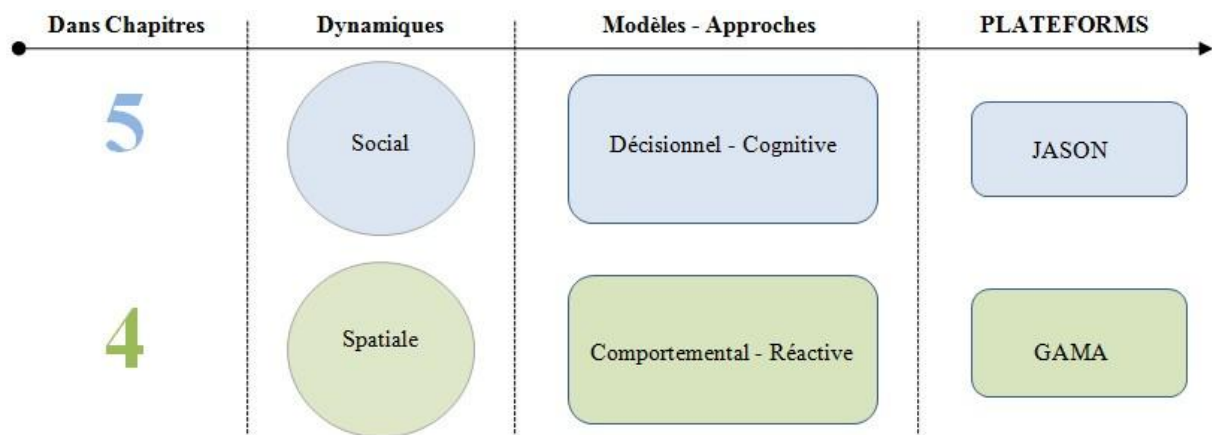 Dans Chapitres Dynamiques Modèles - Approches PLATEFORMS
5 Social Décisionnel - Cognitive JASON
4 Spatiale Comportemental - Réactive GAMA